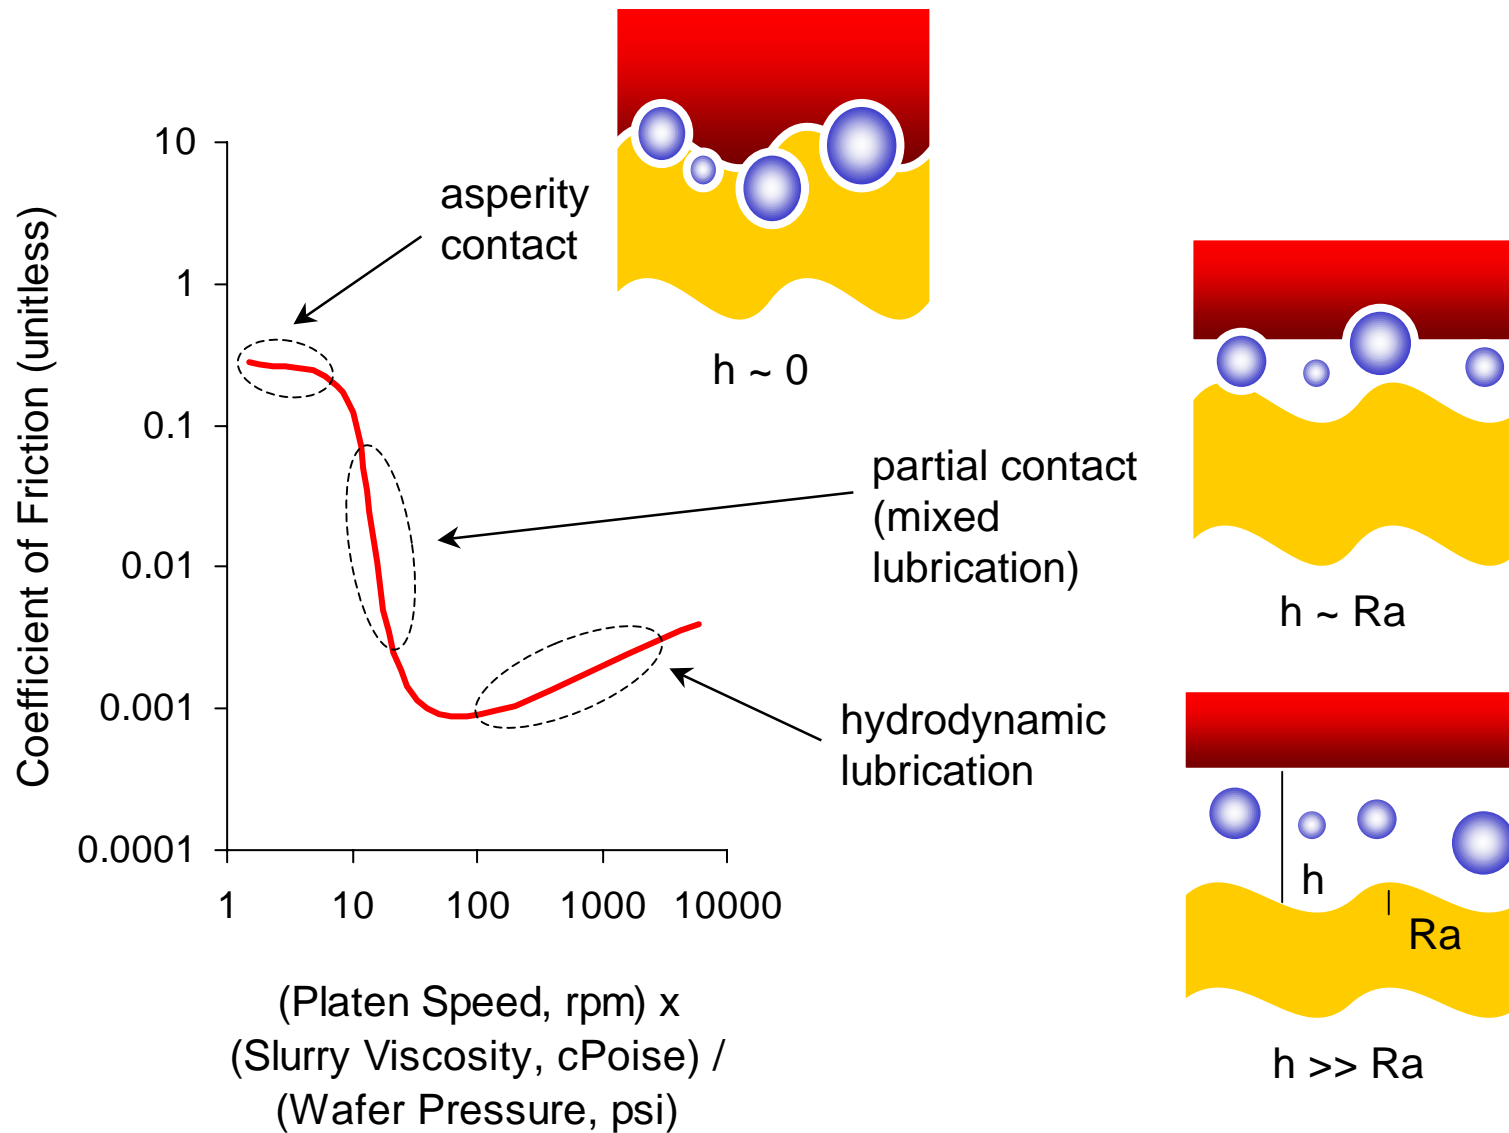 Coefficient of Friction (unitless)
10
1
0.1
0.01
0.001
0.0001
1
10
100
1000
10000
(Platen Speed, rpm) x
(Slurry Viscosity, cPoise) /
(Wafer Pressure, psi)
asperity
contact
h ~ 0
partial contact
(mixed
lubrication)
h ~ Ra
hydrodynamic
lubrication
h
Ra
h >> Ra